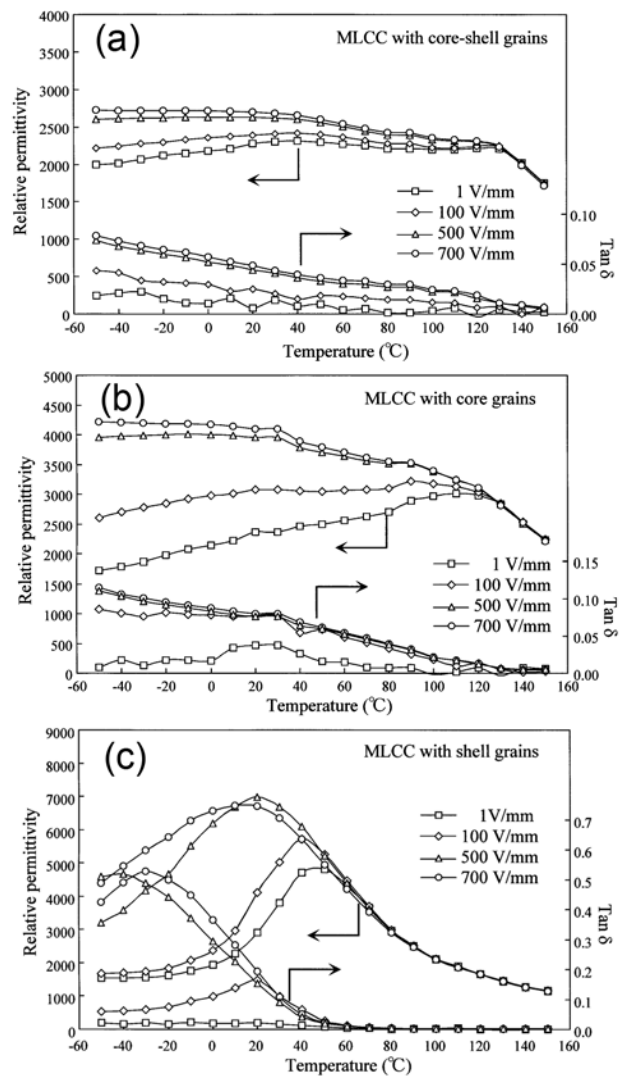 (a)
MLCC with core-shell grains
4000
3500
3000
2500
2000
1500
1000
500
0
Relative permittivity
1 V/mm
100 V/mm
500 V/mm
700 V/mm
0.10
0.05
0.00
Tan δ
-60 -40 -20 0 20 40 60 80 100 120 140 160
Temperature (℃)
(b)
MLCC with core grains
5000
4500
4000
3500
3000
2500
2000
1500
1000
500
0
Relative permittivity
1 V/mm
100 V/mm
500 V/mm
700 V/mm
0.15
0.10
0.05
0.00
Tan δ
-60 -40 -20 0 20 40 60 80 100 120 140 160
Temperature (℃)
(c)
MLCC with shell grains
9000
8000
7000
6000
5000
4000
3000
2000
1000
0
Relative permittivity
1V/mm
100 V/mm
500 V/mm
700 V/mm
0.7
0.6
0.5
0.4
0.3
0.2
0.1
0.0
Tan δ
-60 -40 -20 0 20 40 60 80 100 120 140 160
Temperature (℃)